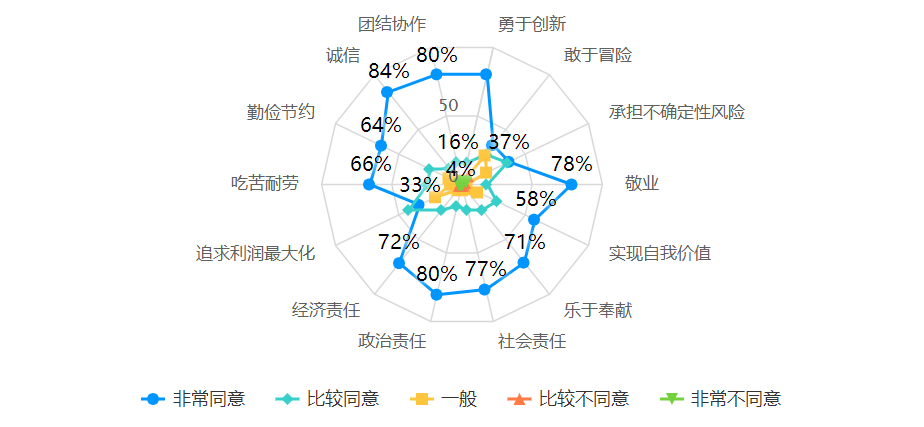 团结协作 勇于创新
诚信 80% 敢于冒险
84%
勤俭节约 50 承担不确定性风险
64% 16% 37%
吃苦耐劳 66% 4% 78% 敬业
33% 0 58%
追求利润最大化 72% 71% 实现自我价值
80% 77%
经济责任 乐于奉献
政治责任 社会责任
非常同意 比较同意 一般 比较不同意 非常不同意